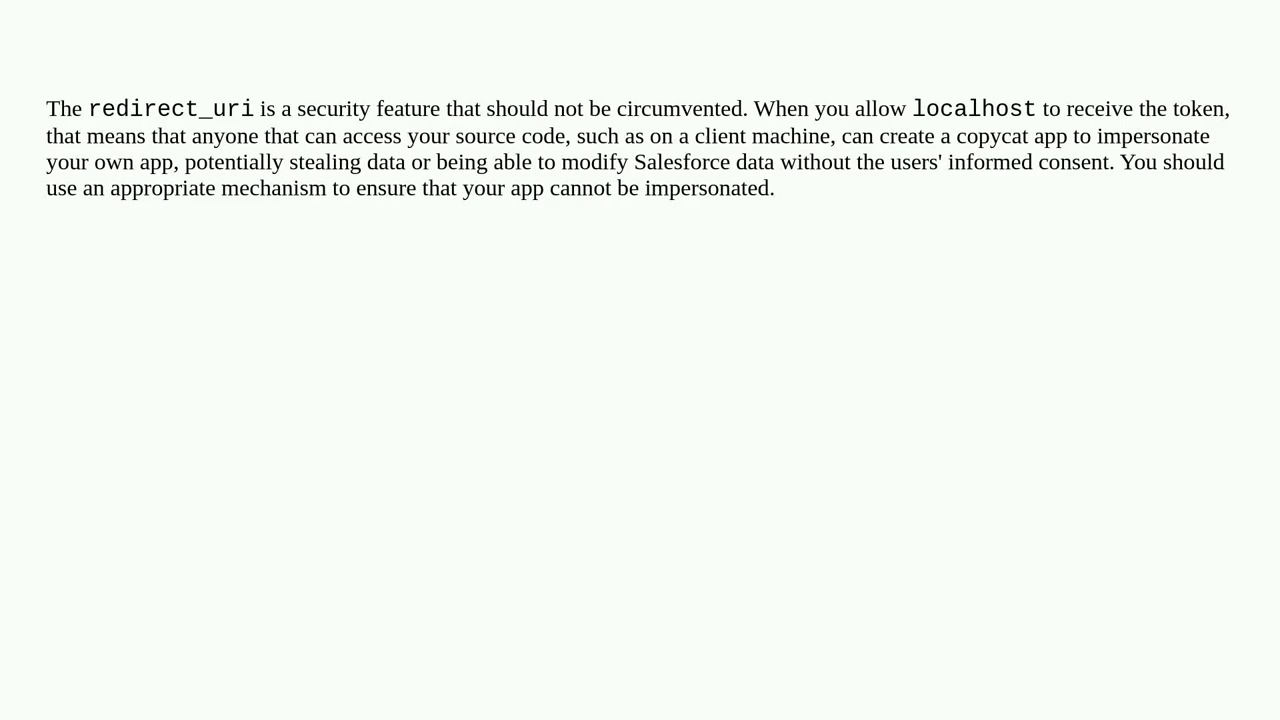 The redirect_uri is a security feature that should not be circumvented. When you allow localhost to receive the token,
that means that anyone that can access your source code, such as on a client machine, can create a copycat app to impersonate
your own app, potentially stealing data or being able to modify Salesforce data without the users' informed consent. You should
use an appropriate mechanism to ensure that your app cannot be impersonated.